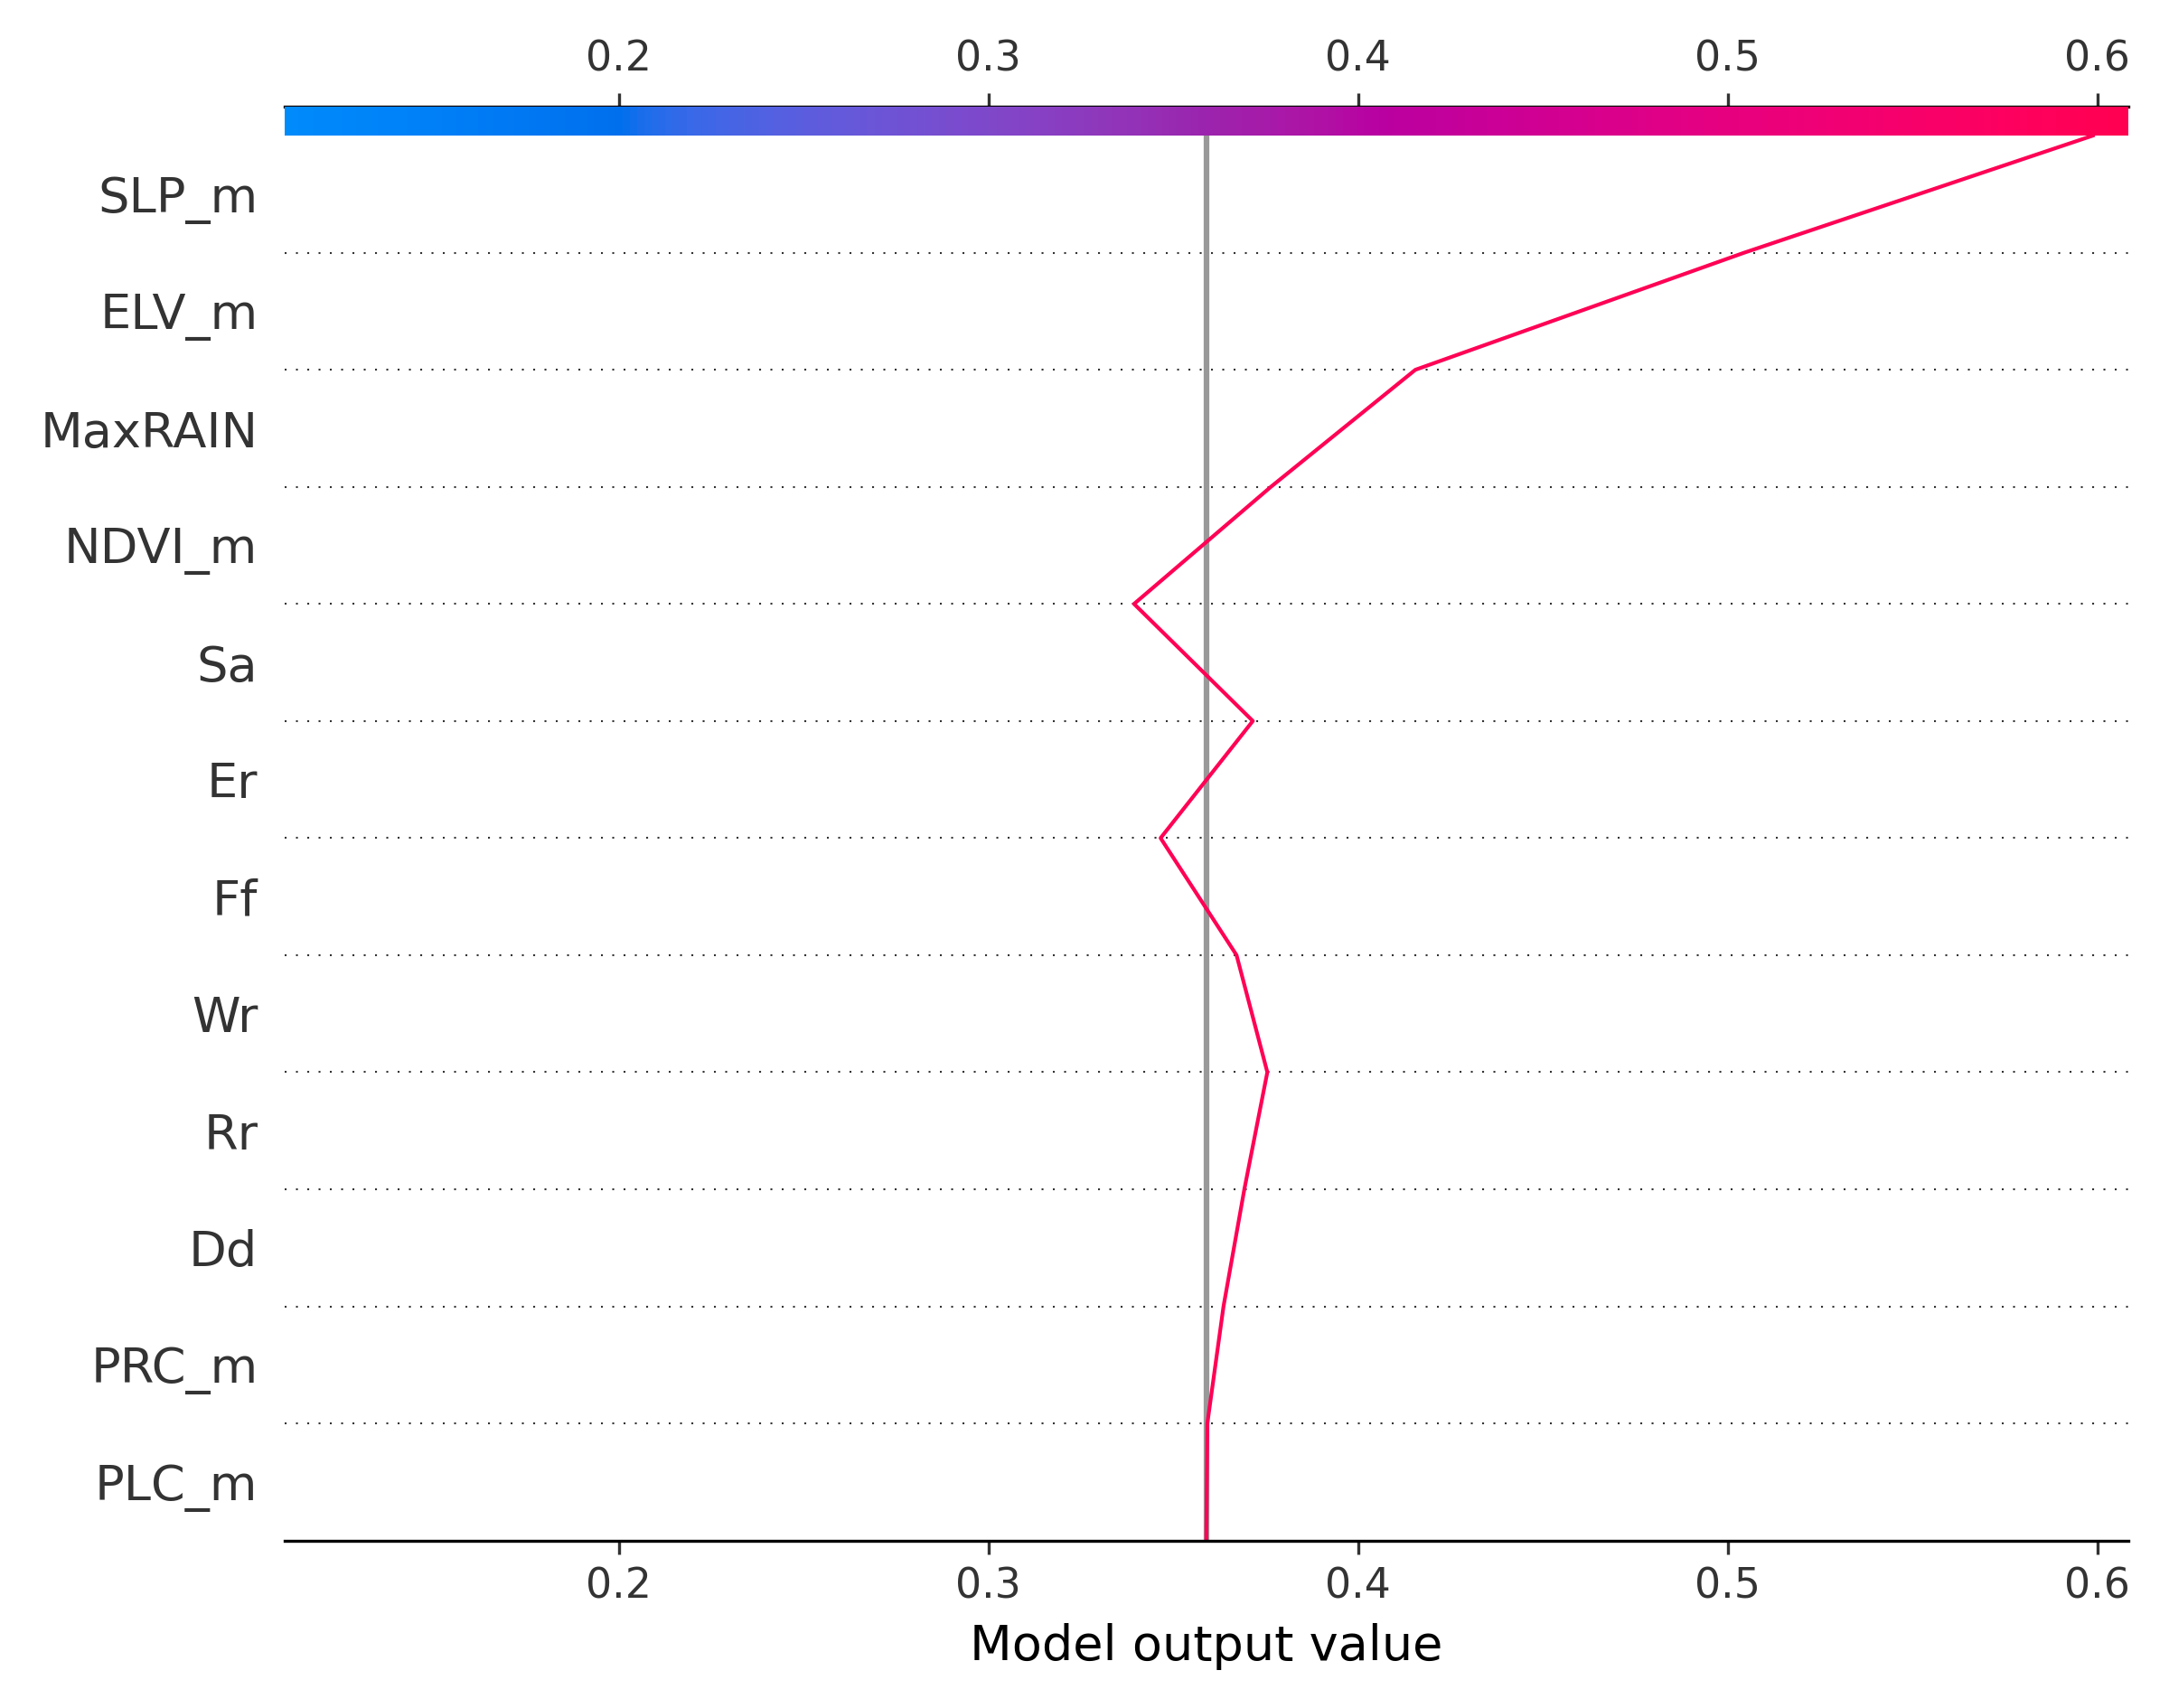 0.2 0.3 0.4 0.5 0.6
SLP_m
ELV_m
MaxRAIN
NDVI_m
Sa
Er
Ff
Wr
Rr
Dd
PRC_m
PLC_m
0.2 0.3 0.4 0.5 0.6
Model output value